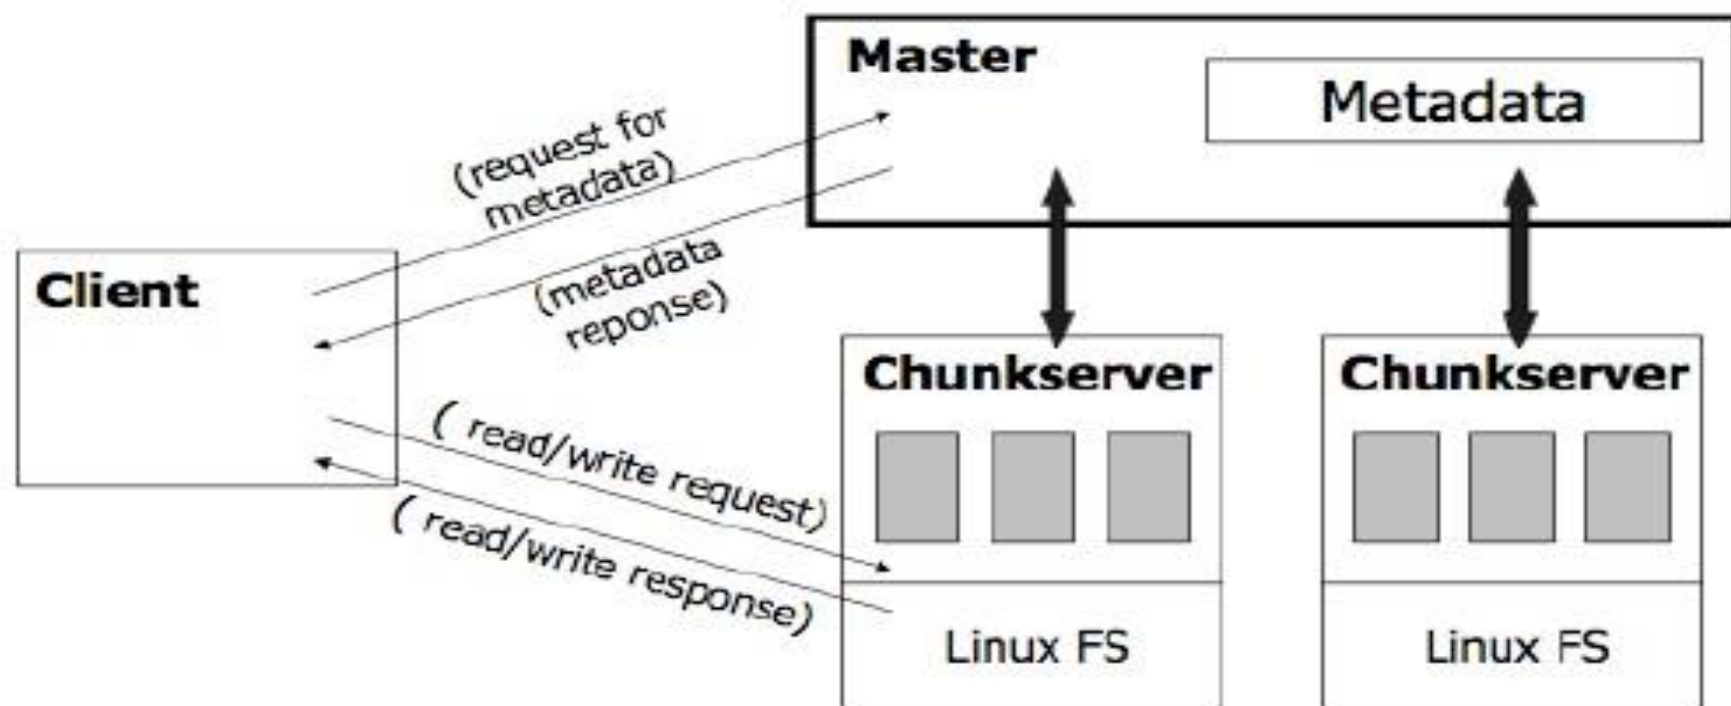 Master
Metadata
(request for
metadata)
(metadata
reponse)
Client
( read/write request)
( read/write response)
Chunkserver
Linux FS
Chunkserver
Linux FS